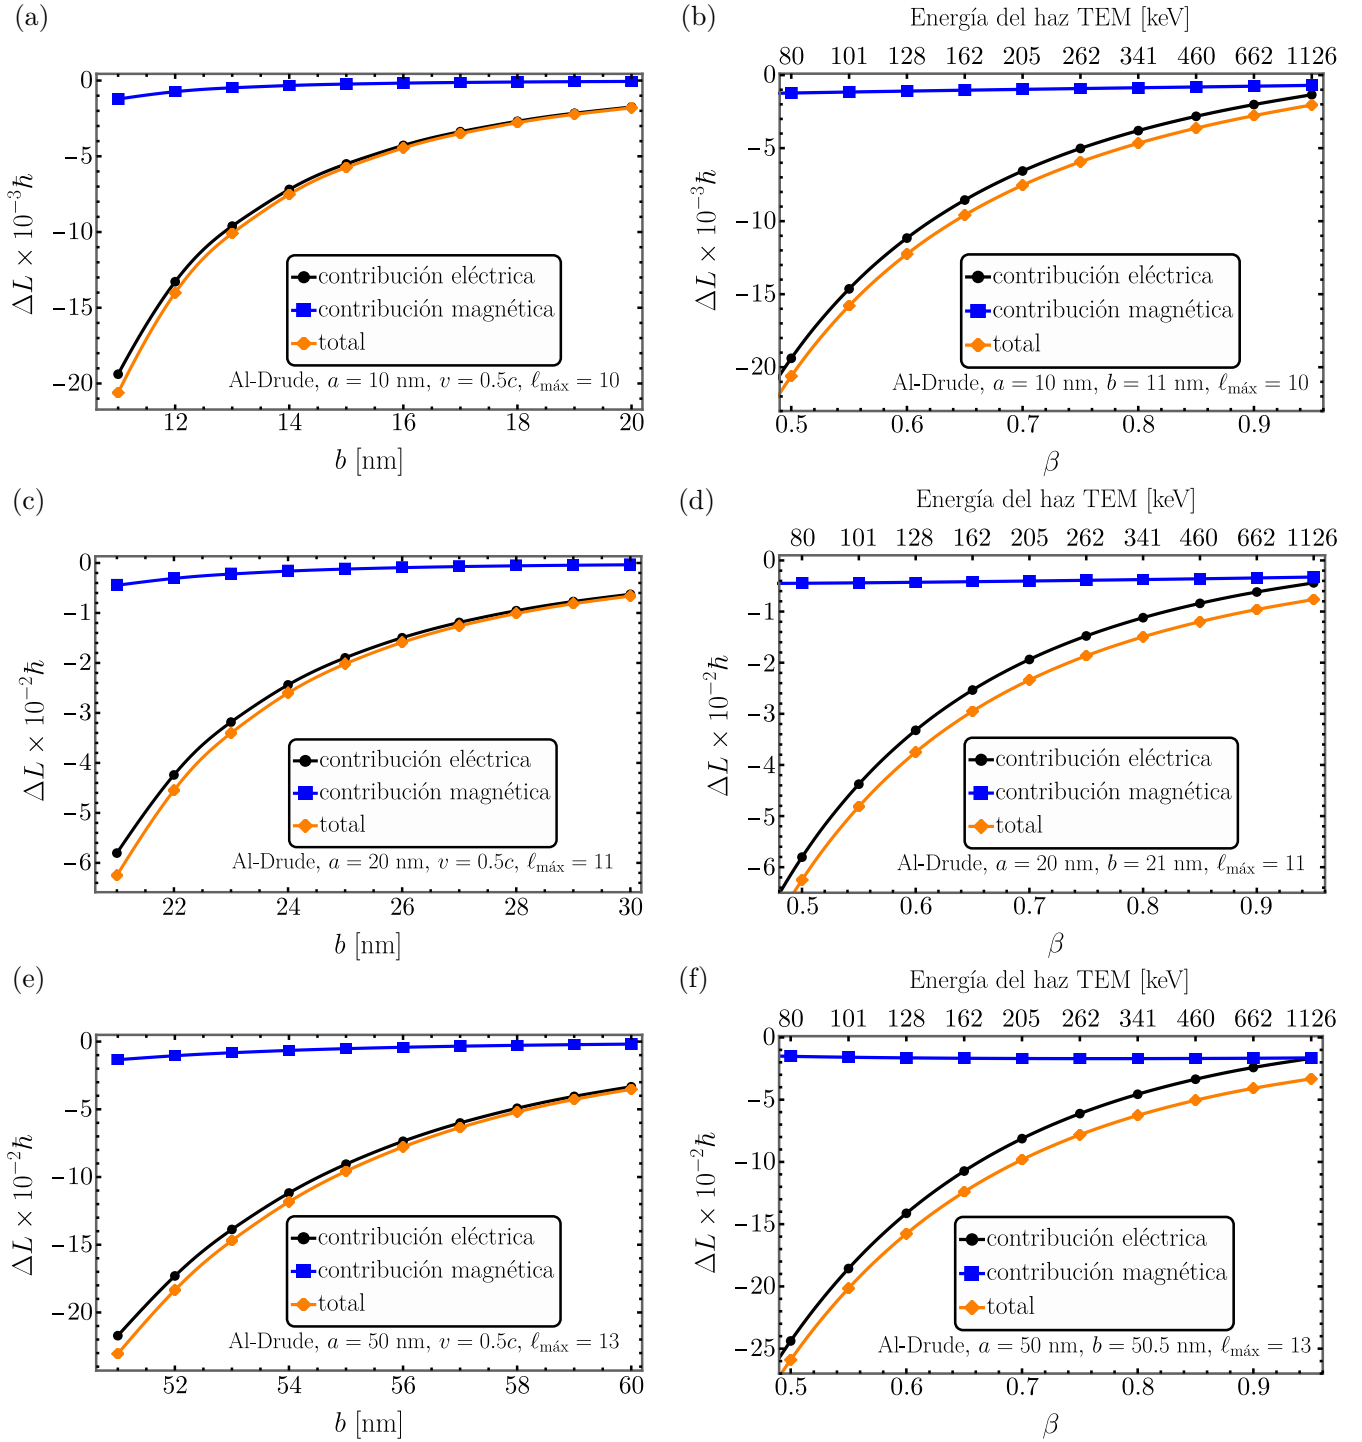 (a)
0
−5
−10
−15
−20
ΔL × 10⁻³ℏ
contribución eléctrica
contribución magnética
total
Al-Drude, a = 10 nm, v = 0.5c, ℓmáx = 10
12 14 16 18 20
b [nm]
(b)
Energía del haz TEM [keV]
80 101 128 162 205 262 341 460 662 1126
0
−5
−10
−15
−20
ΔL × 10⁻³ℏ
contribución eléctrica
contribución magnética
total
Al-Drude, a = 10 nm, b = 11 nm, ℓmáx = 10
0.5 0.6 0.7 0.8 0.9
β
(c)
0
−1
−2
−3
−4
−5
−6
ΔL × 10⁻²ℏ
contribución eléctrica
contribución magnética
total
Al-Drude, a = 20 nm, v = 0.5c, ℓmáx = 11
22 24 26 28 30
b [nm]
(d)
Energía del haz TEM [keV]
80 101 128 162 205 262 341 460 662 1126
0
−1
−2
−3
−4
−5
−6
ΔL × 10⁻²ℏ
contribución eléctrica
contribución magnética
total
Al-Drude, a = 20 nm, b = 21 nm, ℓmáx = 11
0.5 0.6 0.7 0.8 0.9
β
(e)
0
−5
−10
−15
−20
ΔL × 10⁻²ℏ
contribución eléctrica
contribución magnética
total
Al-Drude, a = 50 nm, v = 0.5c, ℓmáx = 13
52 54 56 58 60
b [nm]
(f)
Energía del haz TEM [keV]
80 101 128 162 205 262 341 460 662 1126
0
−5
−10
−15
−20
−25
ΔL × 10⁻²ℏ
contribución eléctrica
contribución magnética
total
Al-Drude, a = 50 nm, b = 50.5 nm, ℓmáx = 13
0.5 0.6 0.7 0.8 0.9
β